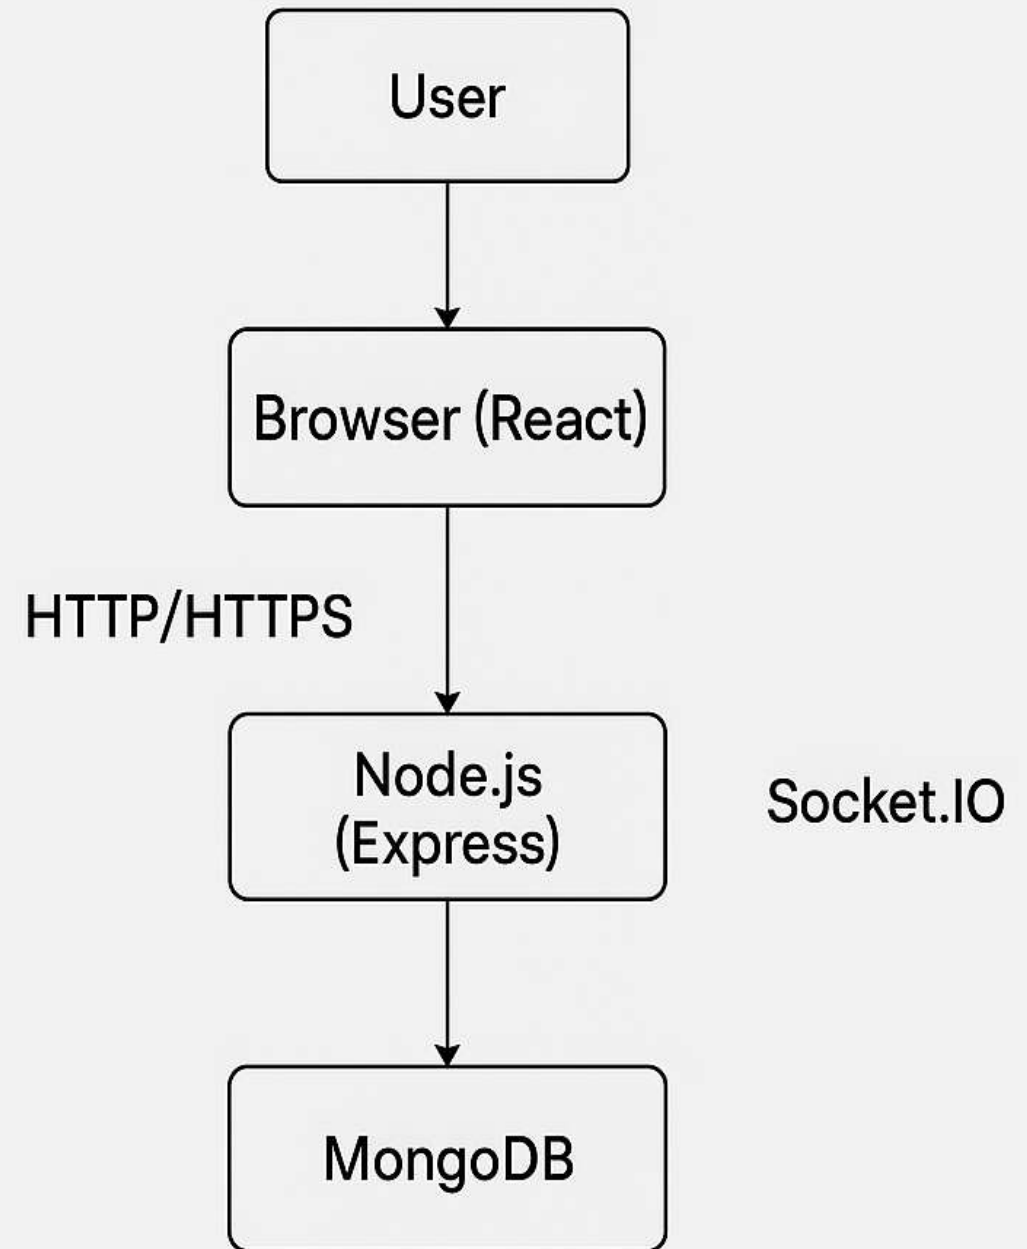 User
Browser (React)
HTTP/HTTPS
Node.js
(Express)
Socket.IO
MongoDB